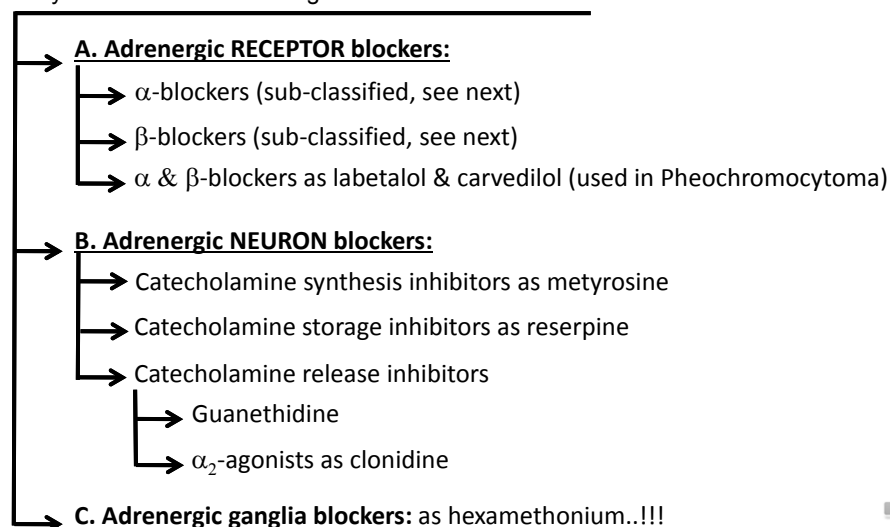 A. Adrenergic RECEPTOR blockers:
α-blockers (sub-classified, see next)
β-blockers (sub-classified, see next)
α & β-blockers as labetalol & carvedilol (used in Pheochromocytoma)
B. Adrenergic NEURON blockers:
Catecholamine synthesis inhibitors as metyrosine
Catecholamine storage inhibitors as reserpine
Catecholamine release inhibitors
Guanethidine
α₂-agonists as clonidine
C. Adrenergic ganglia blockers: as hexamethonium..!!!